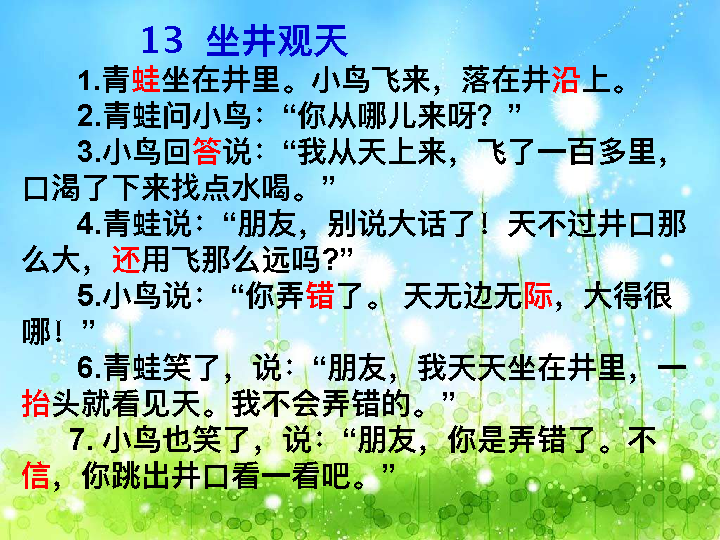 13 坐井观天
1.青蛙坐在井里。小鸟飞来，落在井沿上。
2.青蛙问小鸟：“你从哪儿来呀？”
3.小鸟回答说：“我从天上来，飞了一百多里，
口渴了下来找点水喝。”
4.青蛙说：“朋友，别说大话了！天不过井口那
么大，还用飞那么远吗?”
5.小鸟说： “你弄错了。 天无边无际，大得很
哪！”
6.青蛙笑了，说：“朋友，我天天坐在井里，一
抬头就看见天。我不会弄错的。”
7. 小鸟也笑了，说：“朋友，你是弄错了。不
信，你跳出井口看一看吧。”